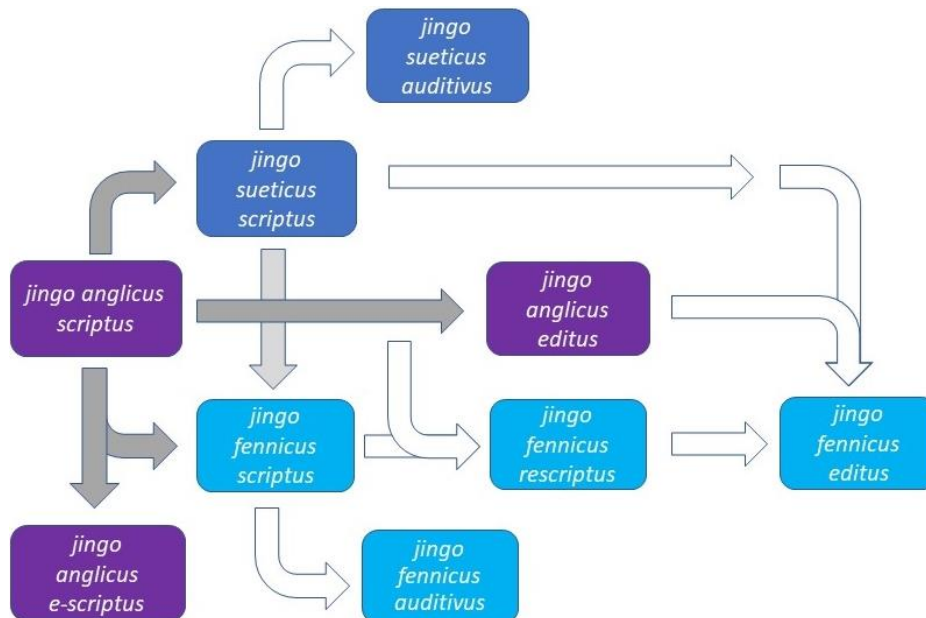 jingo
sueticus
auditivus
jingo
sueticus
scriptus
jingo anglicus
scriptus
jingo
anglicus
editus
jingo
fennicus
scriptus
jingo
fennicus
rescriptus
jingo
fennicus
editus
jingo
anglicus
e-scriptus
jingo
fennicus
auditivus